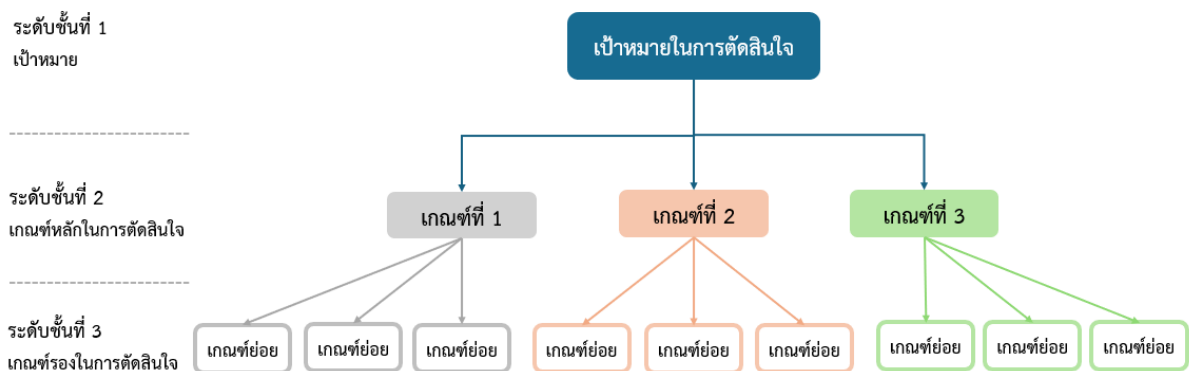 ระดับชั้นที่ 1
เป้าหมาย
เป้าหมายในการตัดสินใจ
ระดับชั้นที่ 2
เกณฑ์หลักในการตัดสินใจ
เกณฑ์ที่ 1
เกณฑ์ที่ 2
เกณฑ์ที่ 3
ระดับชั้นที่ 3
เกณฑ์รองในการตัดสินใจ
เกณฑ์ย่อย
เกณฑ์ย่อย
เกณฑ์ย่อย
เกณฑ์ย่อย
เกณฑ์ย่อย
เกณฑ์ย่อย
เกณฑ์ย่อย
เกณฑ์ย่อย
เกณฑ์ย่อย